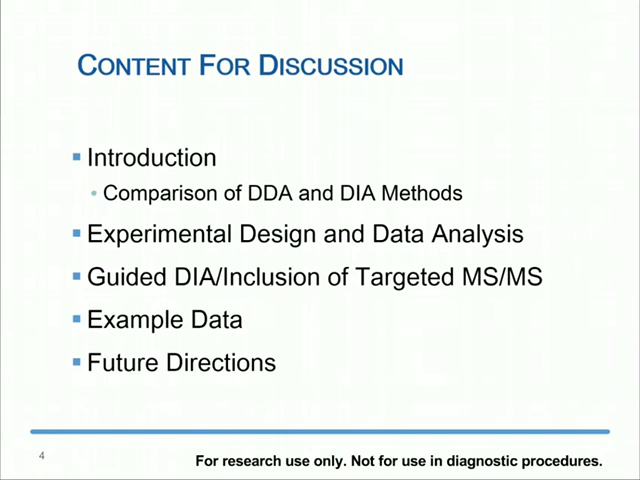 CONTENT FOR DISCUSSION
Introduction
Comparison of DDA and DIA Methods
Experimental Design and Data Analysis
Guided DIA/Inclusion of Targeted MS/MS
Example Data
Future Directions
4
For research use only. Not for use in diagnostic procedures.